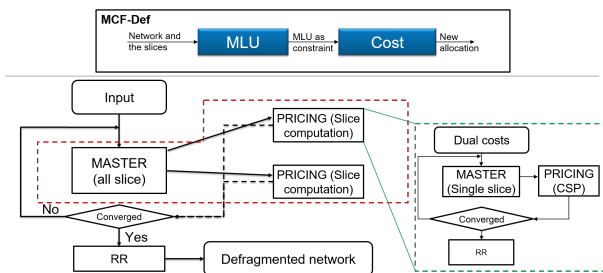 MCF-Def
Network and
the slices
MLU
MLU as
constraint
Cost
New
allocation
Input
PRICING (Slice
computation)
MASTER
(all slice)
PRICING (Slice
computation)
No
Converged
Yes
RR
Defragmented network
Dual costs
MASTER
(Single slice)
PRICING
(CSP)
Converged
RR